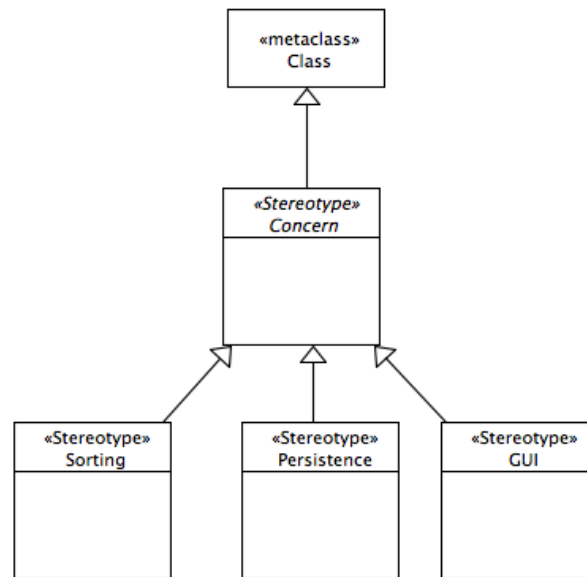 «metaclass»
Class
«Stereotype»
Concern
«Stereotype»
Sorting
«Stereotype»
Persistence
«Stereotype»
GUI